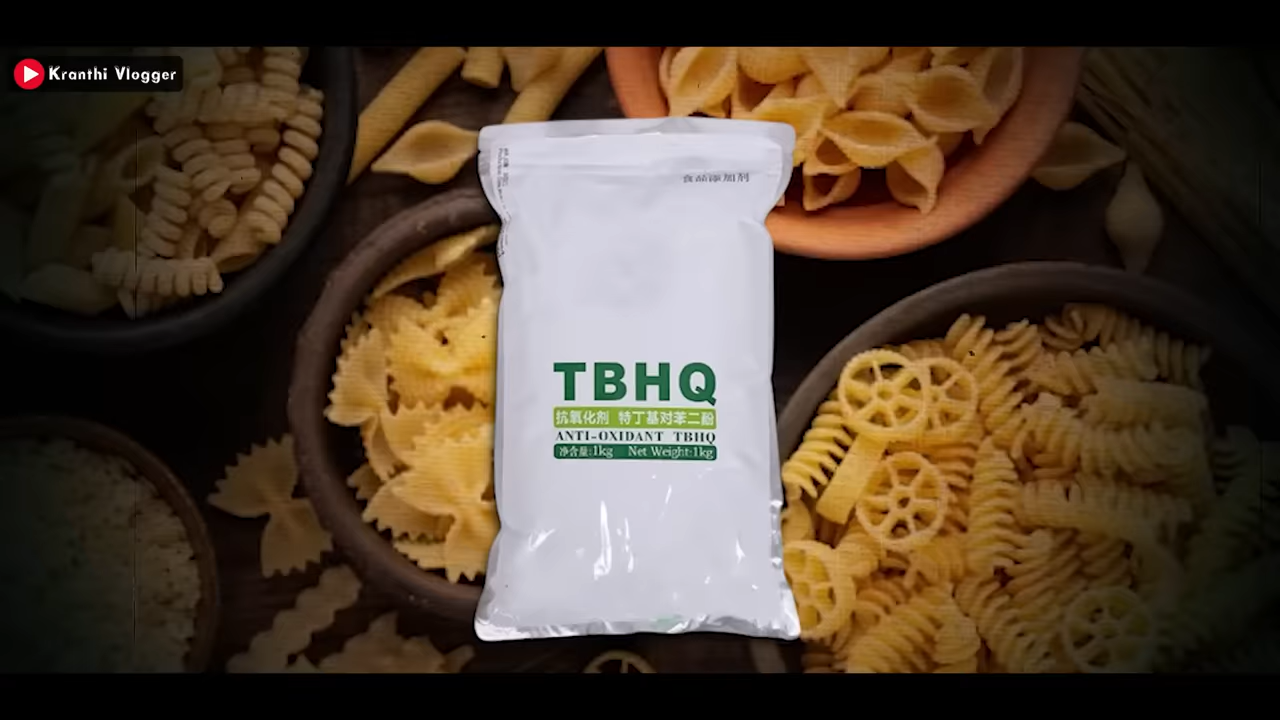 Kranthi Vlogger
食品添加剂
TBHQ
抗氧化剂 特丁基对苯二酚
ANTI-OXIDANT TBHQ
净含量:1kg Net Weight:1kg